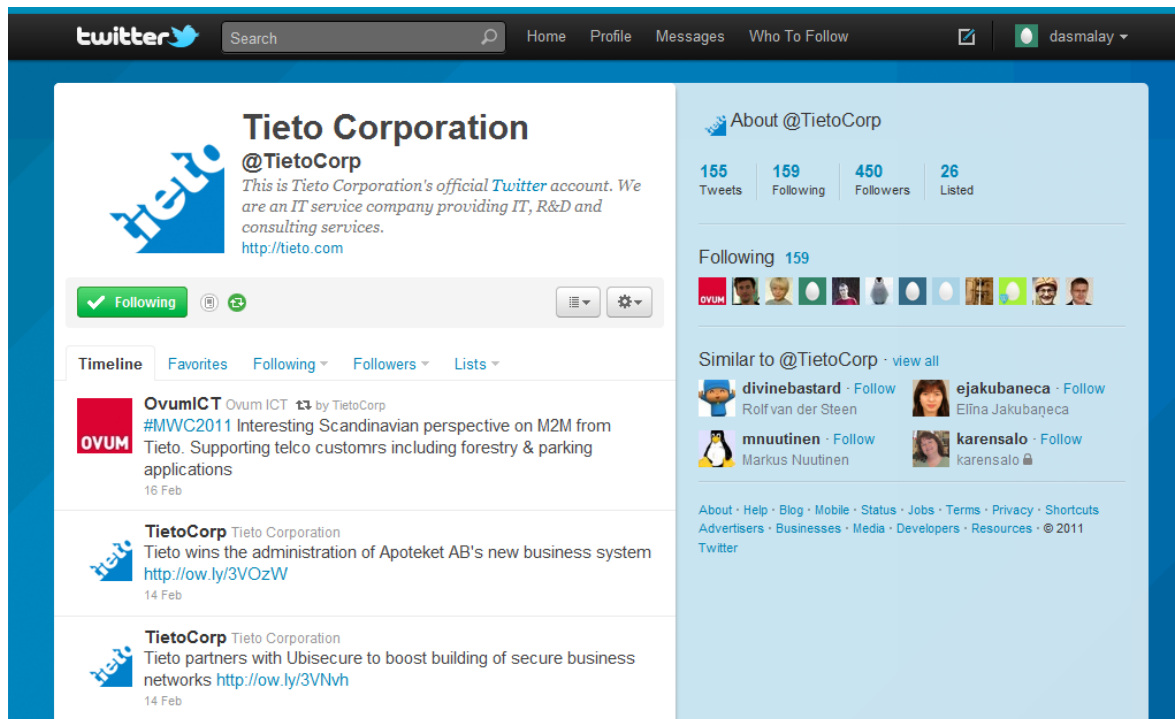 twitter Search Home Profile Messages Who To Follow dasmalay
tieto
Tieto Corporation
@TietoCorp
This is Tieto Corporation's official Twitter account. We
are an IT service company providing IT, R&D and
consulting services.
http://tieto.com
Following
Timeline Favorites Following Followers Lists
OVUM
OvumICT Ovum ICT by TietoCorp
#MWC2011 Interesting Scandinavian perspective on M2M from
Tieto. Supporting telco customrs including forestry & parking
applications
16 Feb
tieto
TietoCorp Tieto Corporation
Tieto wins the administration of Apoteket AB's new business system
http://ow.ly/3VOzW
14 Feb
tieto
TietoCorp Tieto Corporation
Tieto partners with Ubisecure to boost building of secure business
networks http://ow.ly/3VNvh
14 Feb
About @TietoCorp
155 159 450 26
Tweets Following Followers Listed
Following 159
OVUM
Similar to @TietoCorp · view all
divinebastard · Follow
Rolf van der Steen
ejakubaneca · Follow
Elīna Jakubaņeca
mnuutinen · Follow
Markus Nuutinen
karensalo · Follow
karensalo
About · Help · Blog · Mobile · Status · Jobs · Terms · Privacy · Shortcuts
Advertisers · Businesses · Media · Developers · Resources · © 2011
Twitter